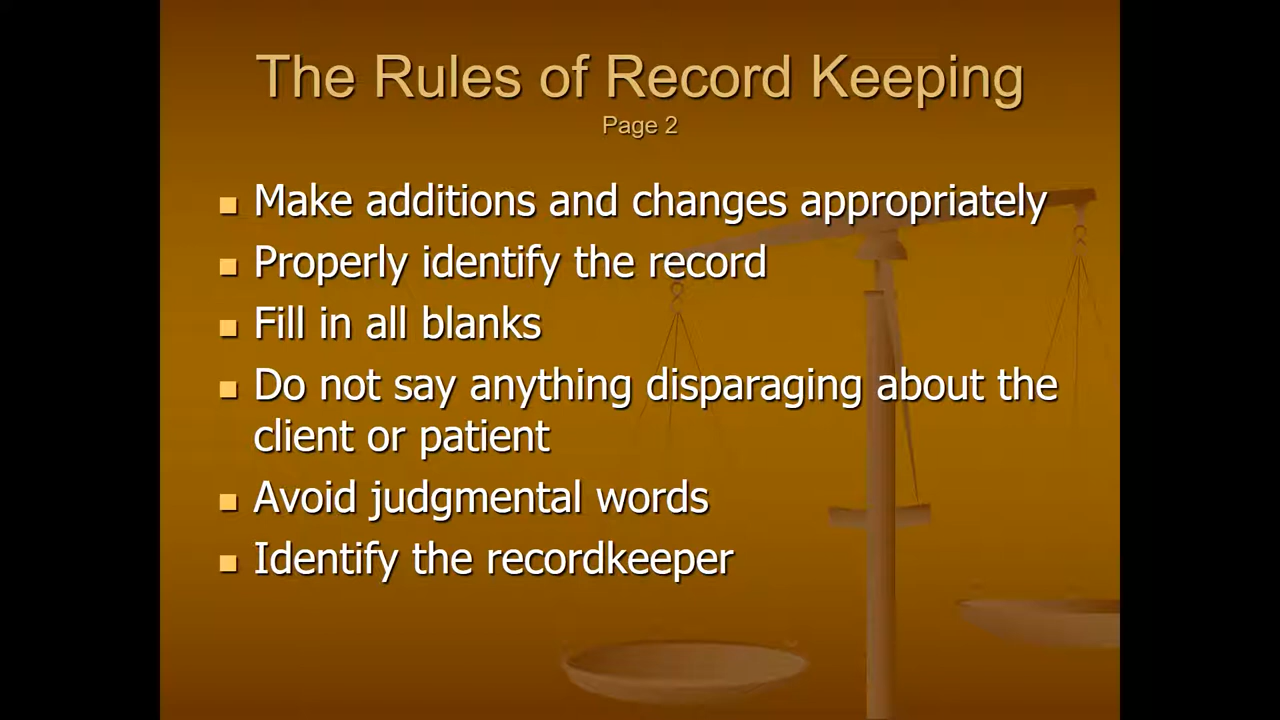 The Rules of Record Keeping
Page 2
Make additions and changes appropriately
Properly identify the record
Fill in all blanks
Do not say anything disparaging about the
client or patient
Avoid judgmental words
Identify the recordkeeper